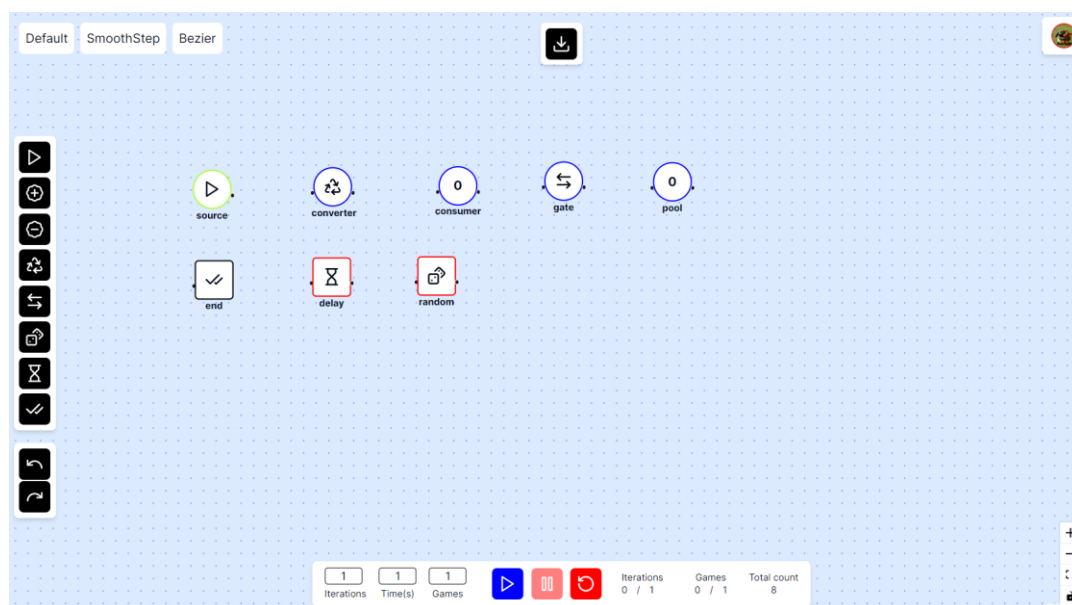 Default SmoothStep Bezier
source converter 0 consumer gate 0 pool
end delay random
1 1 1
Iterations Time(s) Games
Iterations Games Total count
0 / 1 0 / 1 8